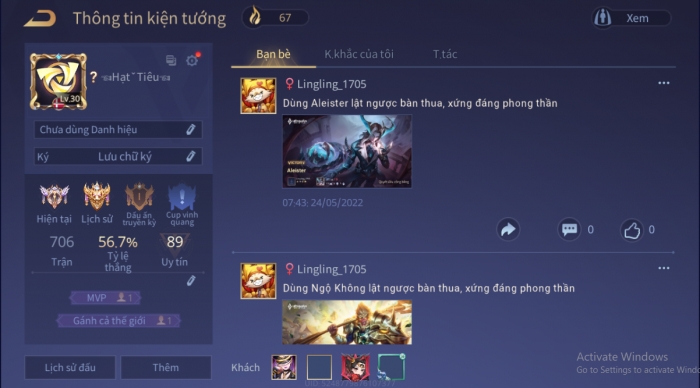 Thông tin kiện tướng
67
Xem
Lv.30
? ༺Hạt ˜ Tiêu༻
Chưa dùng Danh hiệu
Ký Lưu chữ ký
Hiện tại Lịch sử Dấu ấn truyền kỳ Cup vinh quang
706 56.7% 89
Trận Tỷ lệ thắng Uy tín
MVP 1
Gánh cả thế giới 1
Lịch sử đấu Thêm
Bạn bè K.khắc của tôi T.tác
Lingling_1705
Dùng Aleister lật ngược bàn thua, xứng đáng phong thần
Aleister
07:43: 24/05/2022
0 0
Lingling_1705
Dùng Ngộ Không lật ngược bàn thua, xứng đáng phong thần
Khách
Activate Windows
Go to Settings to activate Wind